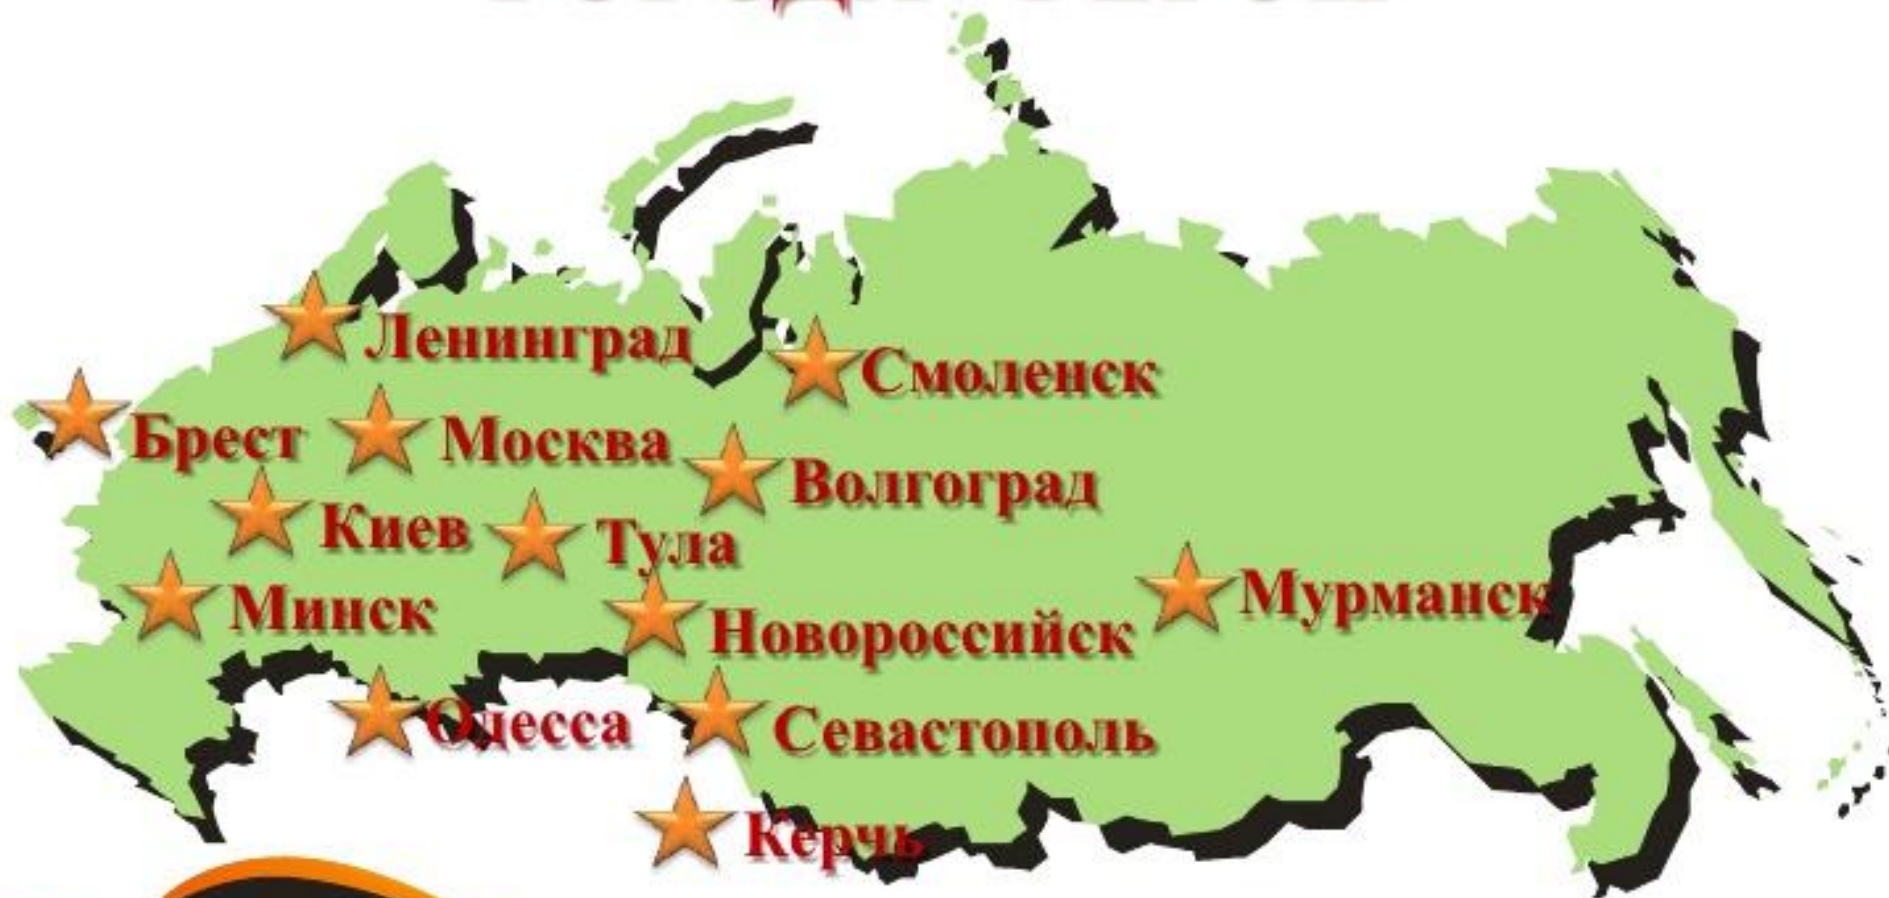 Ленинград
Смоленск
Брест
Москва
Волгоград
Киев
Тула
Минск
Новороссийск
Мурманск
Одесса
Севастополь
Керчь